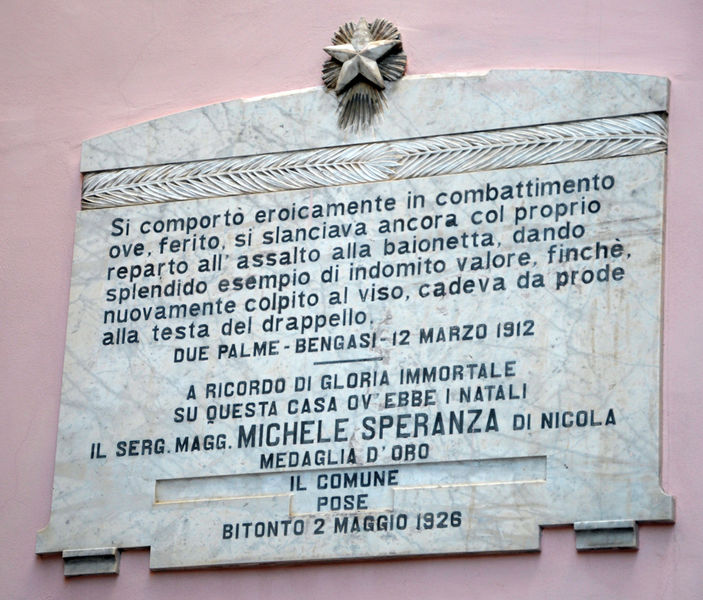 Si comportò eroicamente in combattimento
ove, ferito, si slanciava ancora col proprio
reparto all'assalto alla baionetta, dando
splendido esempio di indomito valore, finchè,
nuovamente colpito al viso, cadeva da prode
alla testa del drappello.
DUE PALME - BENGASI - 12 MARZO 1912
A RICORDO DI GLORIA IMMORTALE
SU QUESTA CASA OV'EBBE I NATALI
IL SERG. MAGG. MICHELE SPERANZA DI NICOLA
MEDAGLIA D'ORO
IL COMUNE
POSE
BITONTO 2 MAGGIO 1926